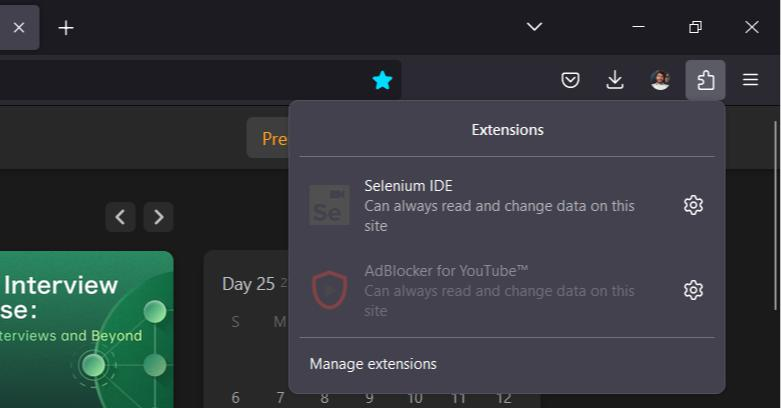 Extensions
Pre
Selenium IDE
Se
Can always read and change data on this
site
Interview
se:
terviews and Beyond
Day 25 2
AdBlocker for YouTube™
Can always read and change data on this
site
S M
Manage extensions
6 7 8 9 10 11 12